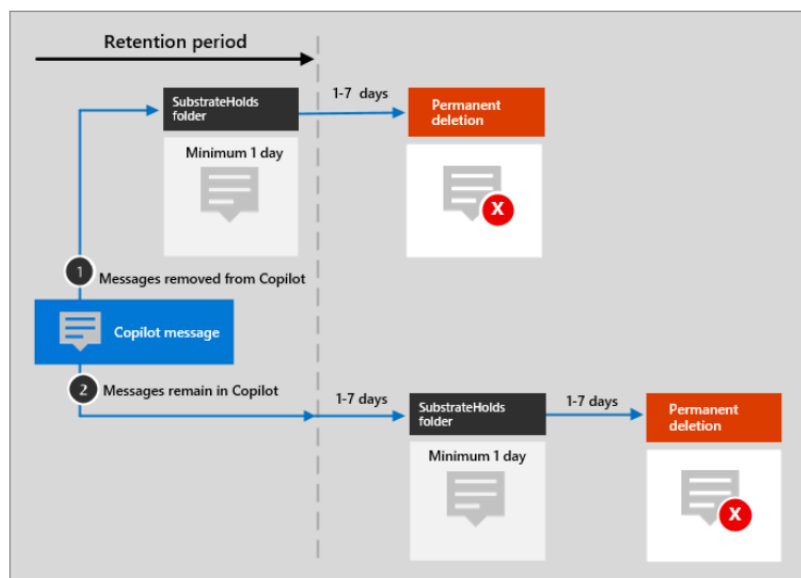 Retention period
SubstrateHolds
folder
1-7 days
Permanent
deletion
Minimum 1 day
X
1
Messages removed from Copilot
Copilot message
2
Messages remain in Copilot
1-7 days
SubstrateHolds
folder
1-7 days
Permanent
deletion
Minimum 1 day
X